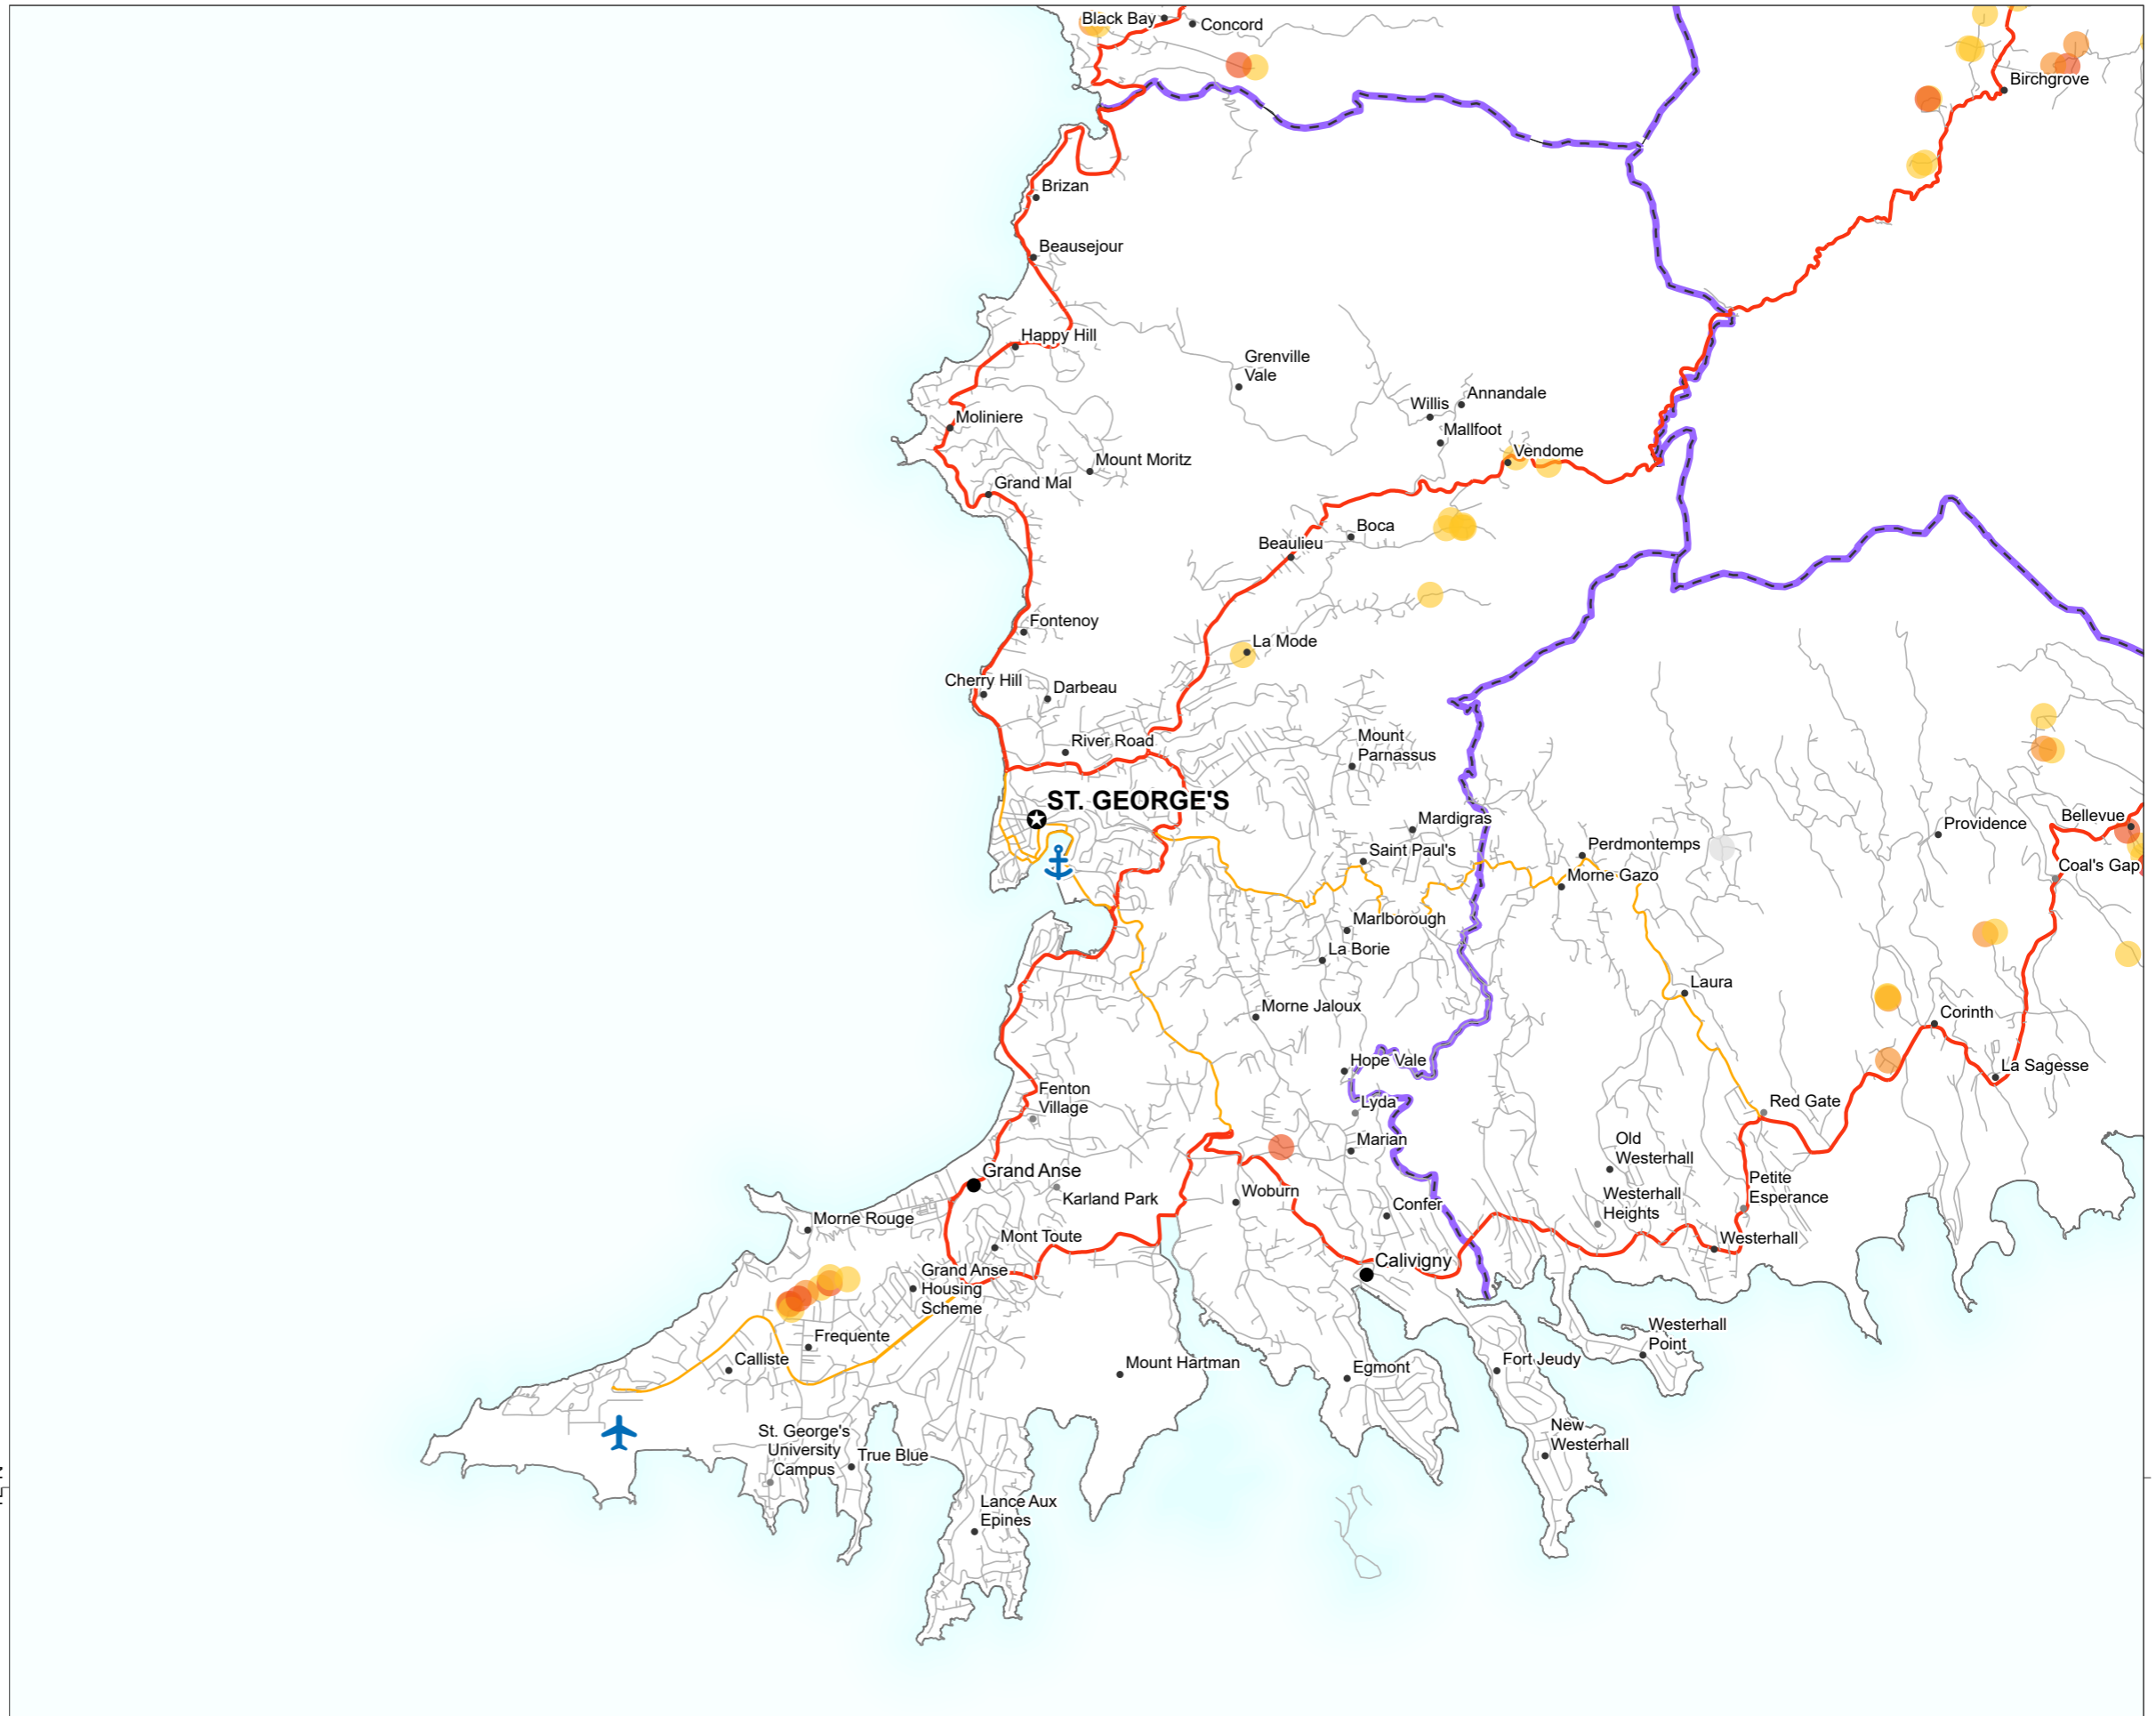 Black Bay
Concord
Birchgrove
Brizan
Beausejour
Happy Hill
Grenville
Vale
Annandale
Willis
Moliniere
Mallfoot
Vendome
Mount Moritz
Grand Mal
Boca
Beaulieu
Fontenoy
La Mode
Cherry Hill
Darbeau
River Road
Mount
Parnassus
ST. GEORGE'S
Mardigras
Providence
Bellevue
Saint Paul's
Perdmontemps
Coal's Gap
Morne Gazo
Marlborough
La Borie
Laura
Morne Jaloux
Corinth
Hope Vale
La Sagesse
Fenton
Village
Lyda
Red Gate
Marian
Old
Westerhall
Grand Anse
Karland Park
Woburn
Petite
Esperance
Westerhall
Heights
Confer
Morne Rouge
Mont Toute
Westerhall
Calivigny
Grand Anse
Housing
Scheme
Frequente
Westerhall
Point
Calliste
Mount Hartman
Egmont
Fort Jeudy
St. George's
University
Campus
True Blue
New
Westerhall
Lance Aux
Epines